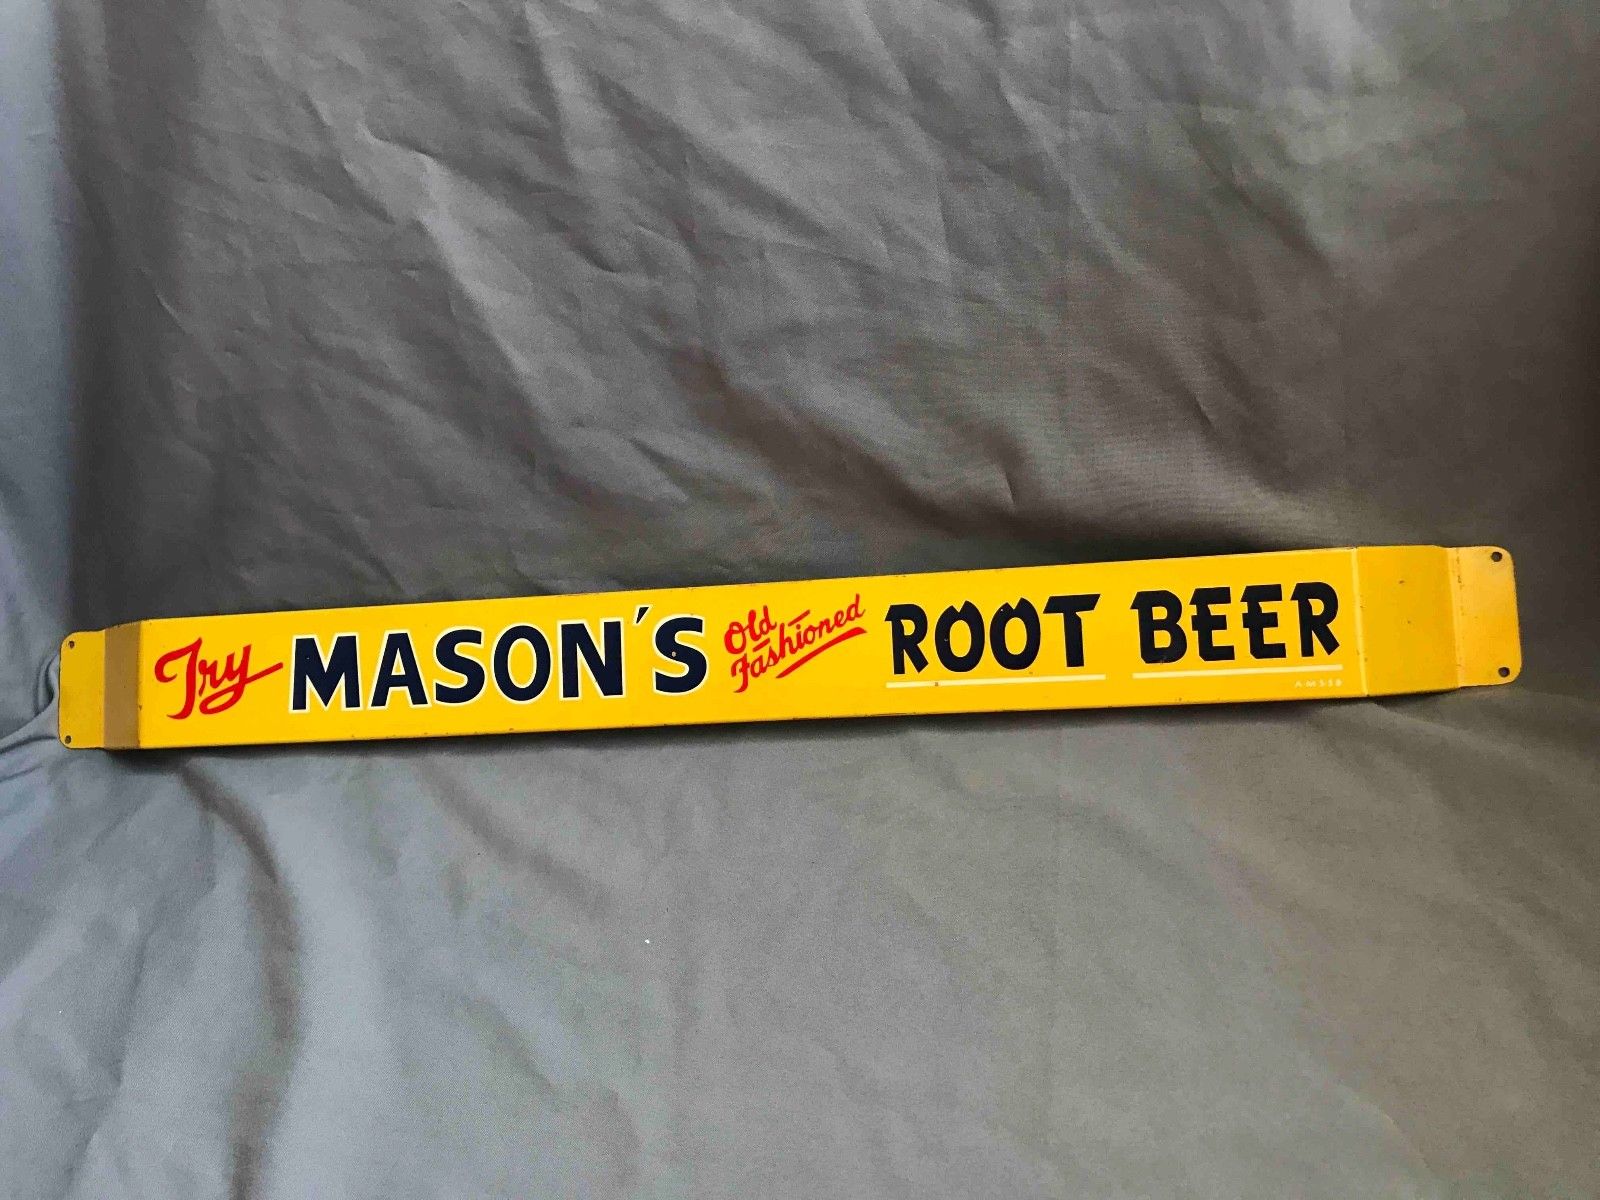 Try MASON'S Old Fashioned ROOT BEER